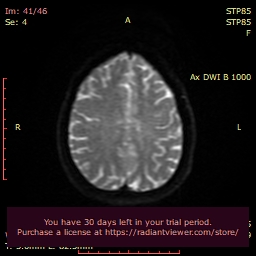 Im: 41/46
Se: 4
A
STP85
STP85
F
Ax DWI B 1000
R
L
You have 30 days left in your trial period.
Purchase a license at https://radiantviewer.com/store/